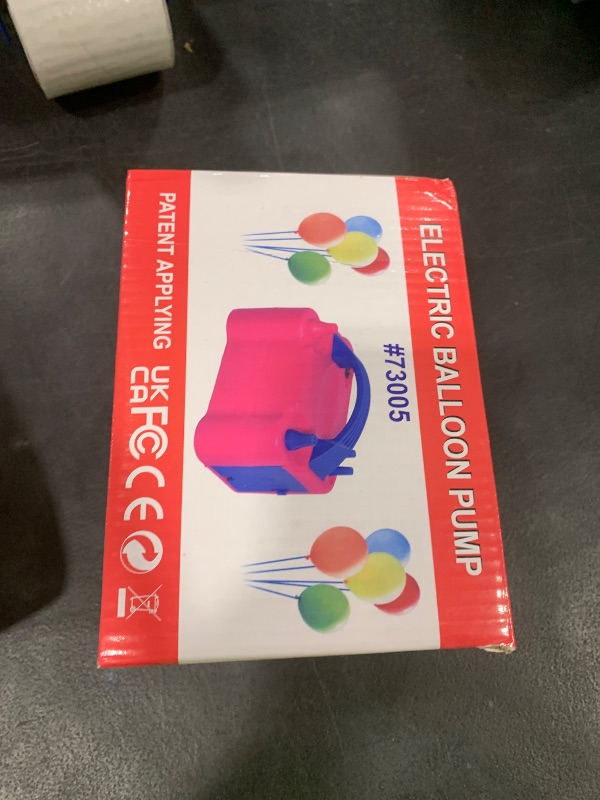 ELECTRIC BALLOON PUMP
#73005
PATENT APPLYING
UK
CA
FC
CE